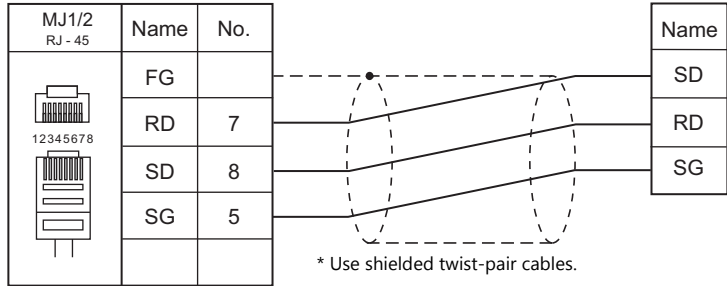 MJ1/2
RJ - 45
Name
No.
Name
FG
SD
RD
7
RD
12345678
SD
8
SG
SG
5
* Use shielded twist-pair cables.